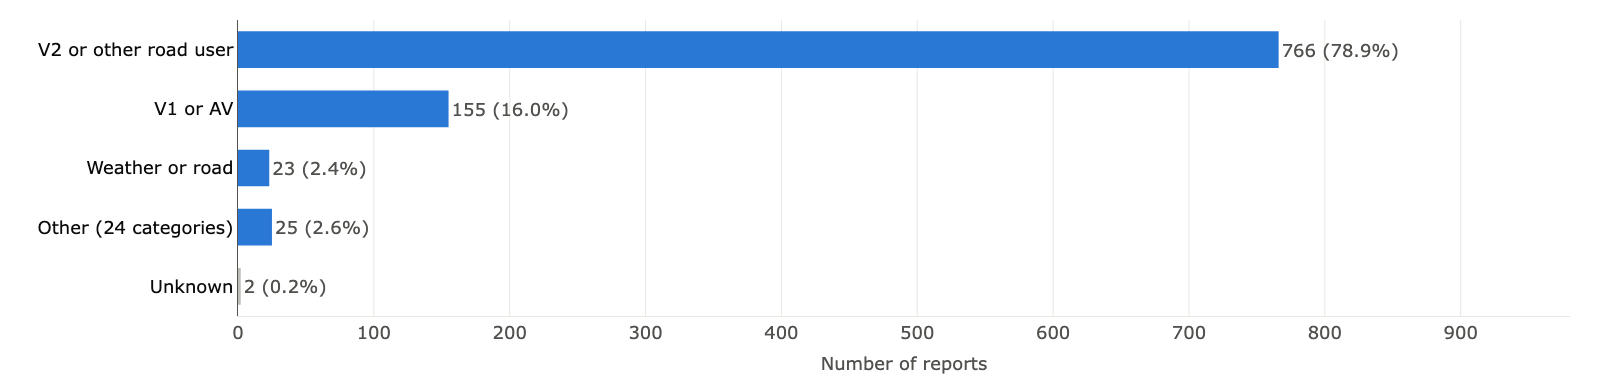 V2 or other road user 766 (78.9%)
V1 or AV 155 (16.0%)
Weather or road 23 (2.4%)
Other (24 categories) 25 (2.6%)
Unknown 2 (0.2%)
0 100 200 300 400 500 600 700 800 900
Number of reports